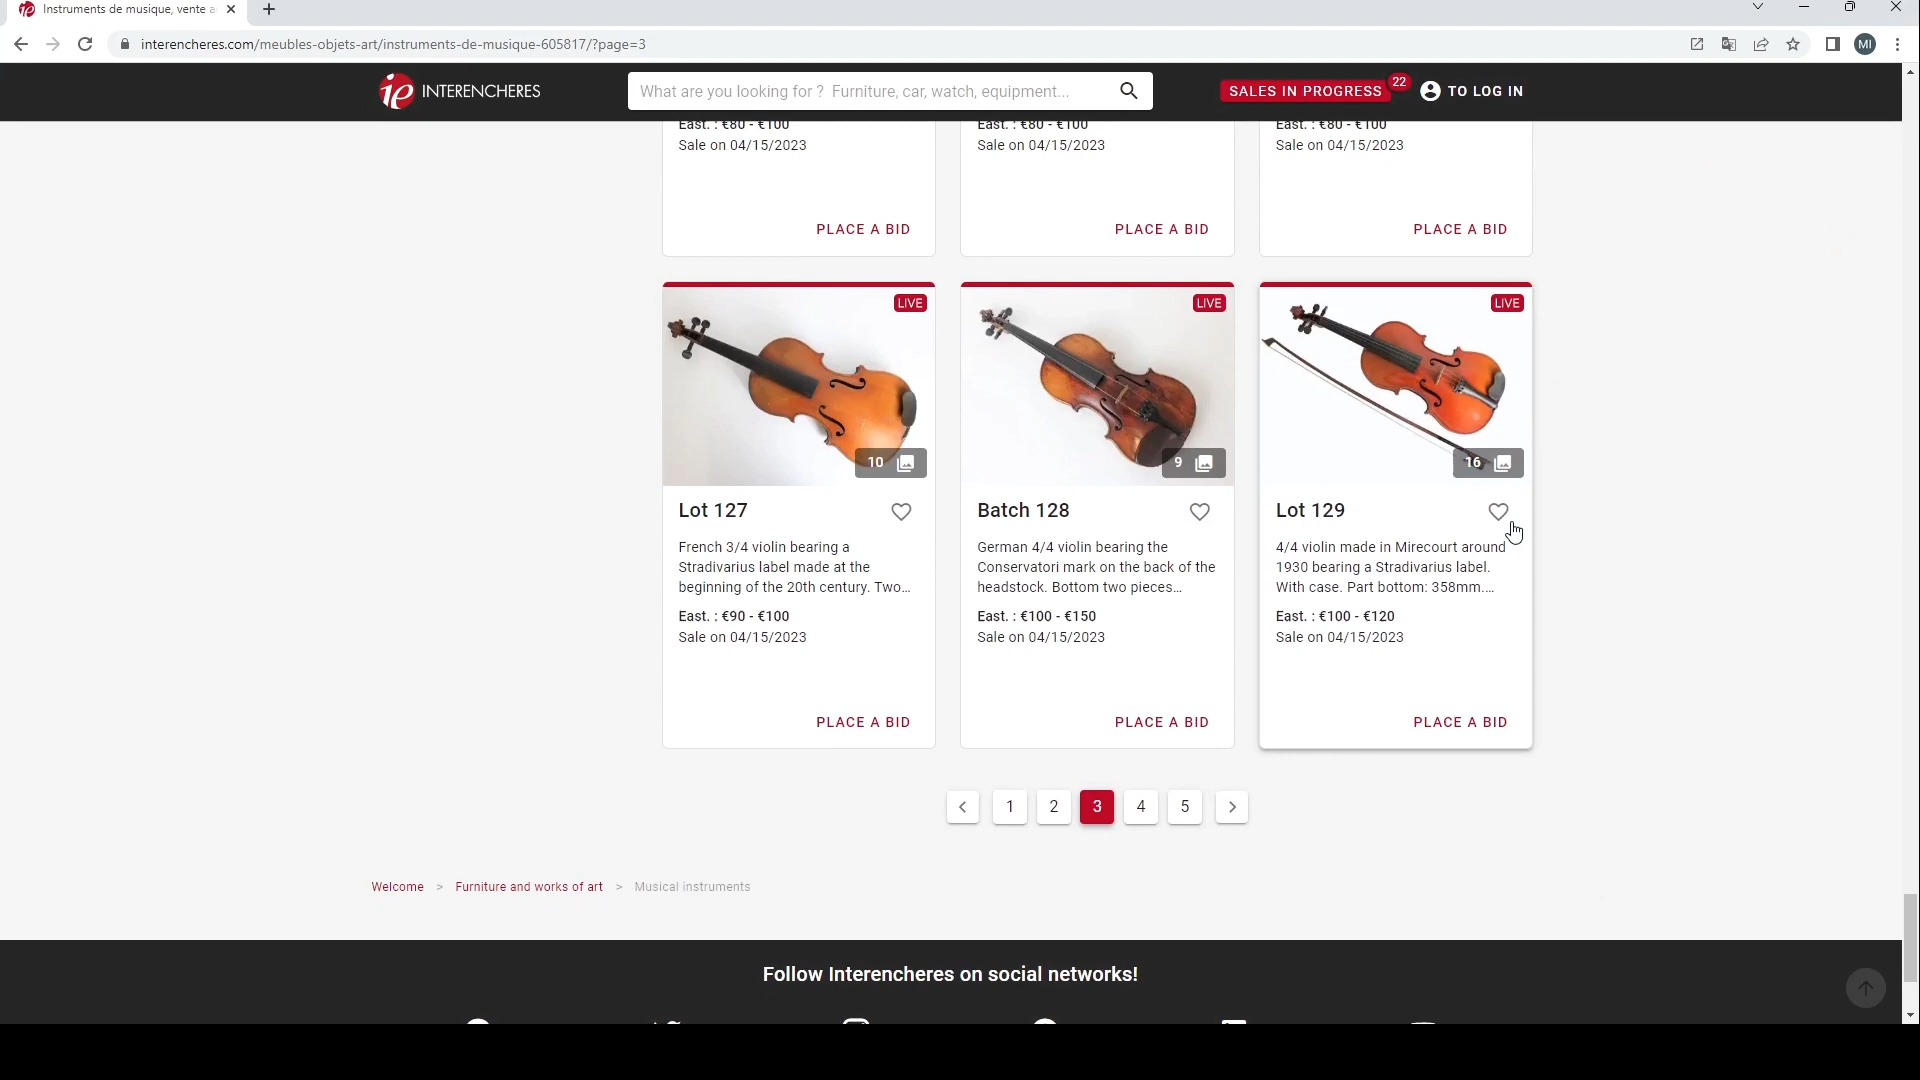 Instruments de musique, vente a
interencheres.com/meubles-objets-art/instruments-de-musique-605817/?page=3
MI
ie INTERENCHERES
What are you looking for ? Furniture, car, watch, equipment...
SALES IN PROGRESS 22
TO LOG IN
East. : €80 - €100
Sale on 04/15/2023
PLACE A BID
East. : €80 - €100
Sale on 04/15/2023
PLACE A BID
East. : €80 - €100
Sale on 04/15/2023
PLACE A BID
LIVE
10
Lot 127
French 3/4 violin bearing a
Stradivarius label made at the
beginning of the 20th century. Two...
East. : €90 - €100
Sale on 04/15/2023
PLACE A BID
LIVE
9
Batch 128
German 4/4 violin bearing the
Conservatori mark on the back of the
headstock. Bottom two pieces...
East. : €100 - €150
Sale on 04/15/2023
PLACE A BID
LIVE
16
Lot 129
4/4 violin made in Mirecourt around
1930 bearing a Stradivarius label.
With case. Part bottom: 358mm....
East. : €100 - €120
Sale on 04/15/2023
PLACE A BID
< 1 2 3 4 5 >
Welcome > Furniture and works of art > Musical instruments
Follow Interencheres on social networks!